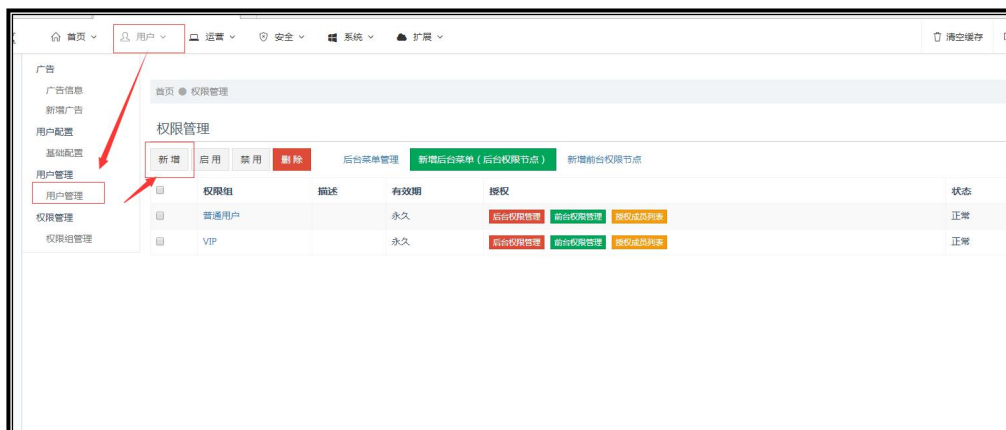 首页 用户 运营 安全 系统 扩展 清空缓存
广告
广告信息
新增广告
用户配置
基础配置
用户管理
用户管理
权限管理
权限组管理
首页 权限管理
权限管理
新增 启用 禁用 删除 后台菜单管理 新增后台菜单（后台权限节点） 新增前台权限节点
权限组 描述 有效期 授权 状态
普通用户 永久 后台权限管理 前台权限管理 授权成员列表 正常
VIP 永久 后台权限管理 前台权限管理 授权成员列表 正常